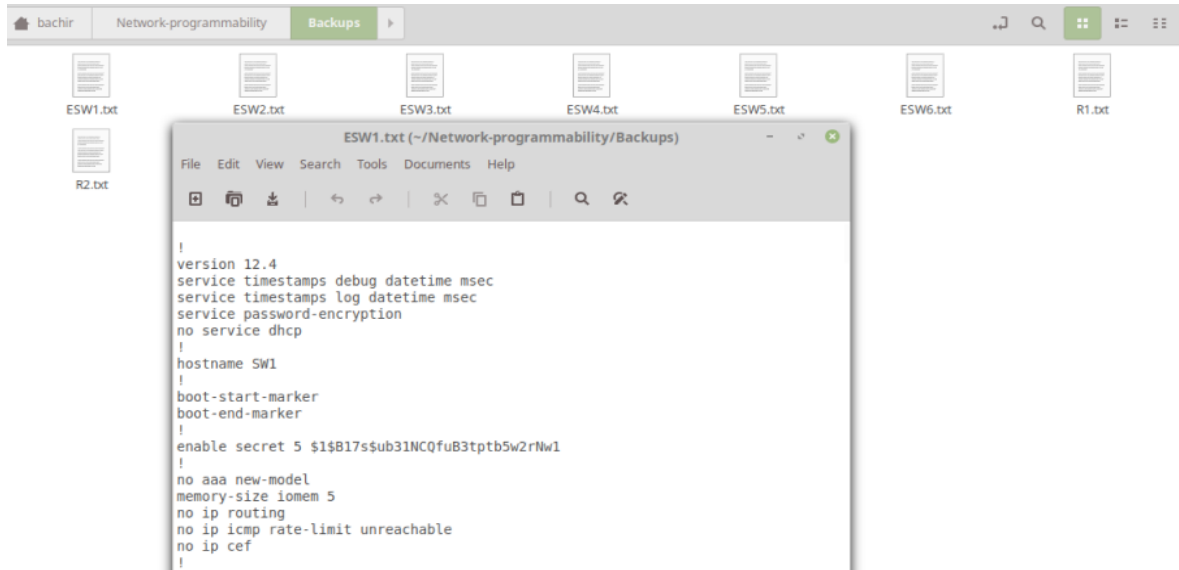 bachir Network-programmability Backups
ESW1.txt ESW2.txt ESW3.txt ESW4.txt ESW5.txt ESW6.txt R1.txt
R2.txt
ESW1.txt (~/Network-programmability/Backups)
File Edit View Search Tools Documents Help
!
version 12.4
service timestamps debug datetime msec
service timestamps log datetime msec
service password-encryption
no service dhcp
!
hostname SW1
!
boot-start-marker
boot-end-marker
!
enable secret 5 $1$B17s$ub31NCQfuB3tptb5w2rNw1
!
no aaa new-model
memory-size iomem 5
no ip routing
no ip icmp rate-limit unreachable
no ip cef
!